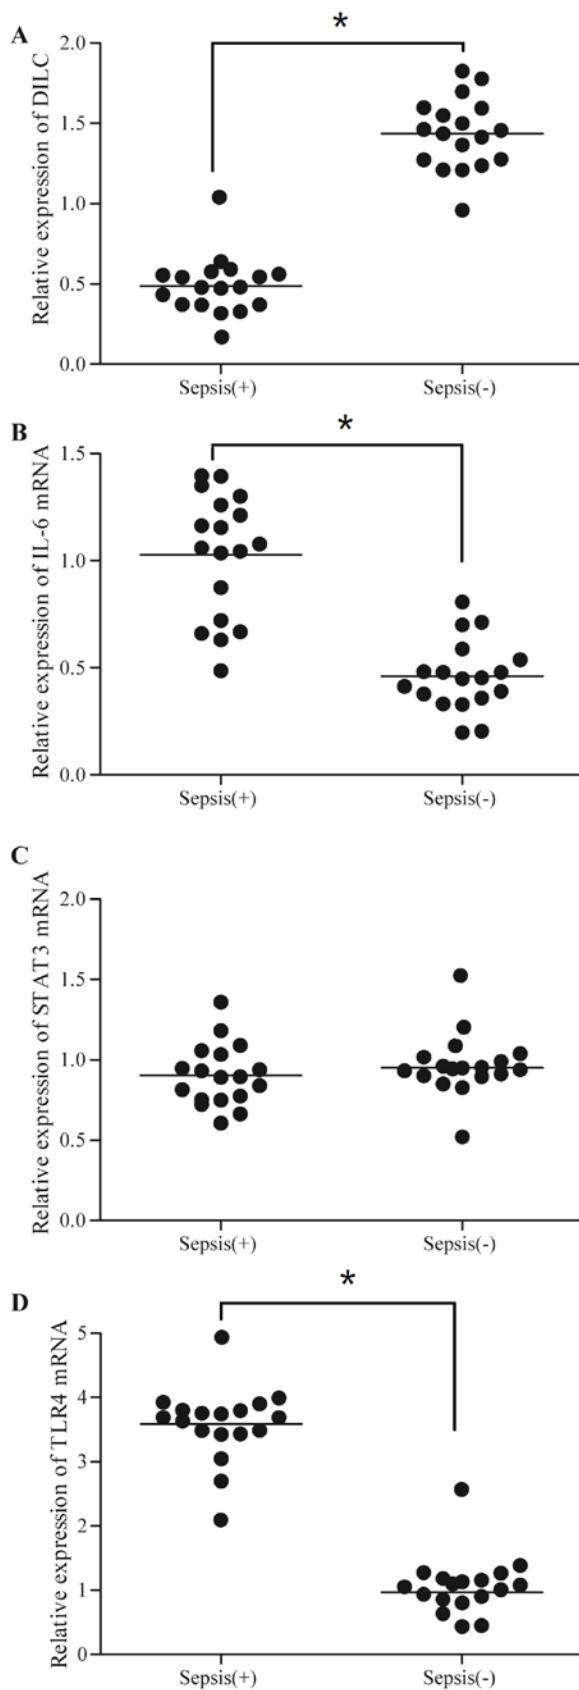 A
*
Relative expression of DILC
2.0
1.5
1.0
0.5
0.0
Sepsis(+) Sepsis(-)
B
*
Relative expression of IL-6 mRNA
1.5
1.0
0.5
0.0
Sepsis(+) Sepsis(-)
C
Relative expression of STAT3 mRNA
2.0
1.5
1.0
0.5
0.0
Sepsis(+) Sepsis(-)
D
*
Relative expression of TLR4 mRNA
5
4
3
2
1
0
Sepsis(+) Sepsis(-)